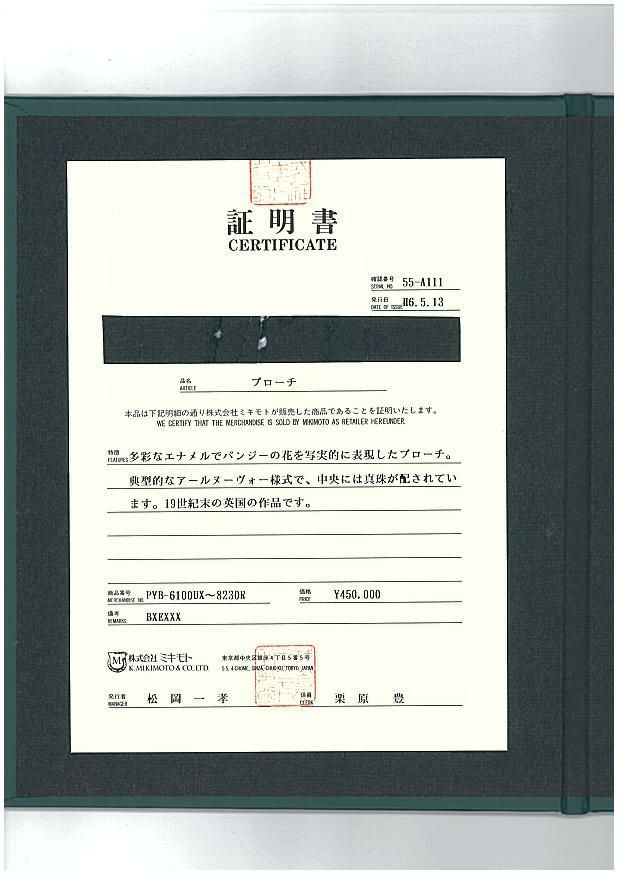 証明書
CERTIFICATE
確認番号 55-A111
SERIAL NO
発行日 H6.5.13
DATE OF ISSUE
品名 ブローチ
ARTICLE
本品は下記明細の通り株式会社ミキモトが販売した商品であることを証明いたします。
WE CERTIFY THAT THE MERCHANDISE IS SOLD BY MIKIMOTO AS RETAILER HEREUNDER.
特徴 多彩なエナメルでパンジーの花を写実的に表現したブローチ。
FEATURES
典型的なアールヌーヴォー様式で、中央には真珠が配されてい
ます。19世紀末の英国の作品です。
商品番号 PYB-6100UX〜8230R 価格 ¥450.000
MERCHANDISE NO PRICE
備考 BXEXXX
REMARKS
M 株式会社 ミキモト 東京都中央区銀座4丁目5番5号
K.MIKIMOTO & CO.,LTD. 5-5, 4-CHOME, GINZA, CHUO-KU, TOKYO, JAPAN
発行者 松岡一孝 係員 栗原 豊
MANAGER CLERK